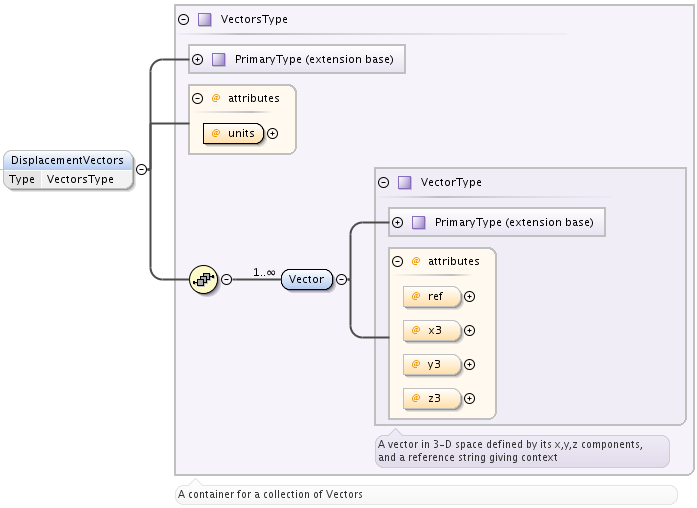 VectorsType
PrimaryType (extension base)
@ attributes
@ units
DisplacementVectors
Type VectorsType
VectorType
PrimaryType (extension base)
@ attributes
1..∞
Vector
@ ref
@ x3
@ y3
@ z3
A vector in 3-D space defined by its x,y,z components,
and a reference string giving context
A container for a collection of Vectors